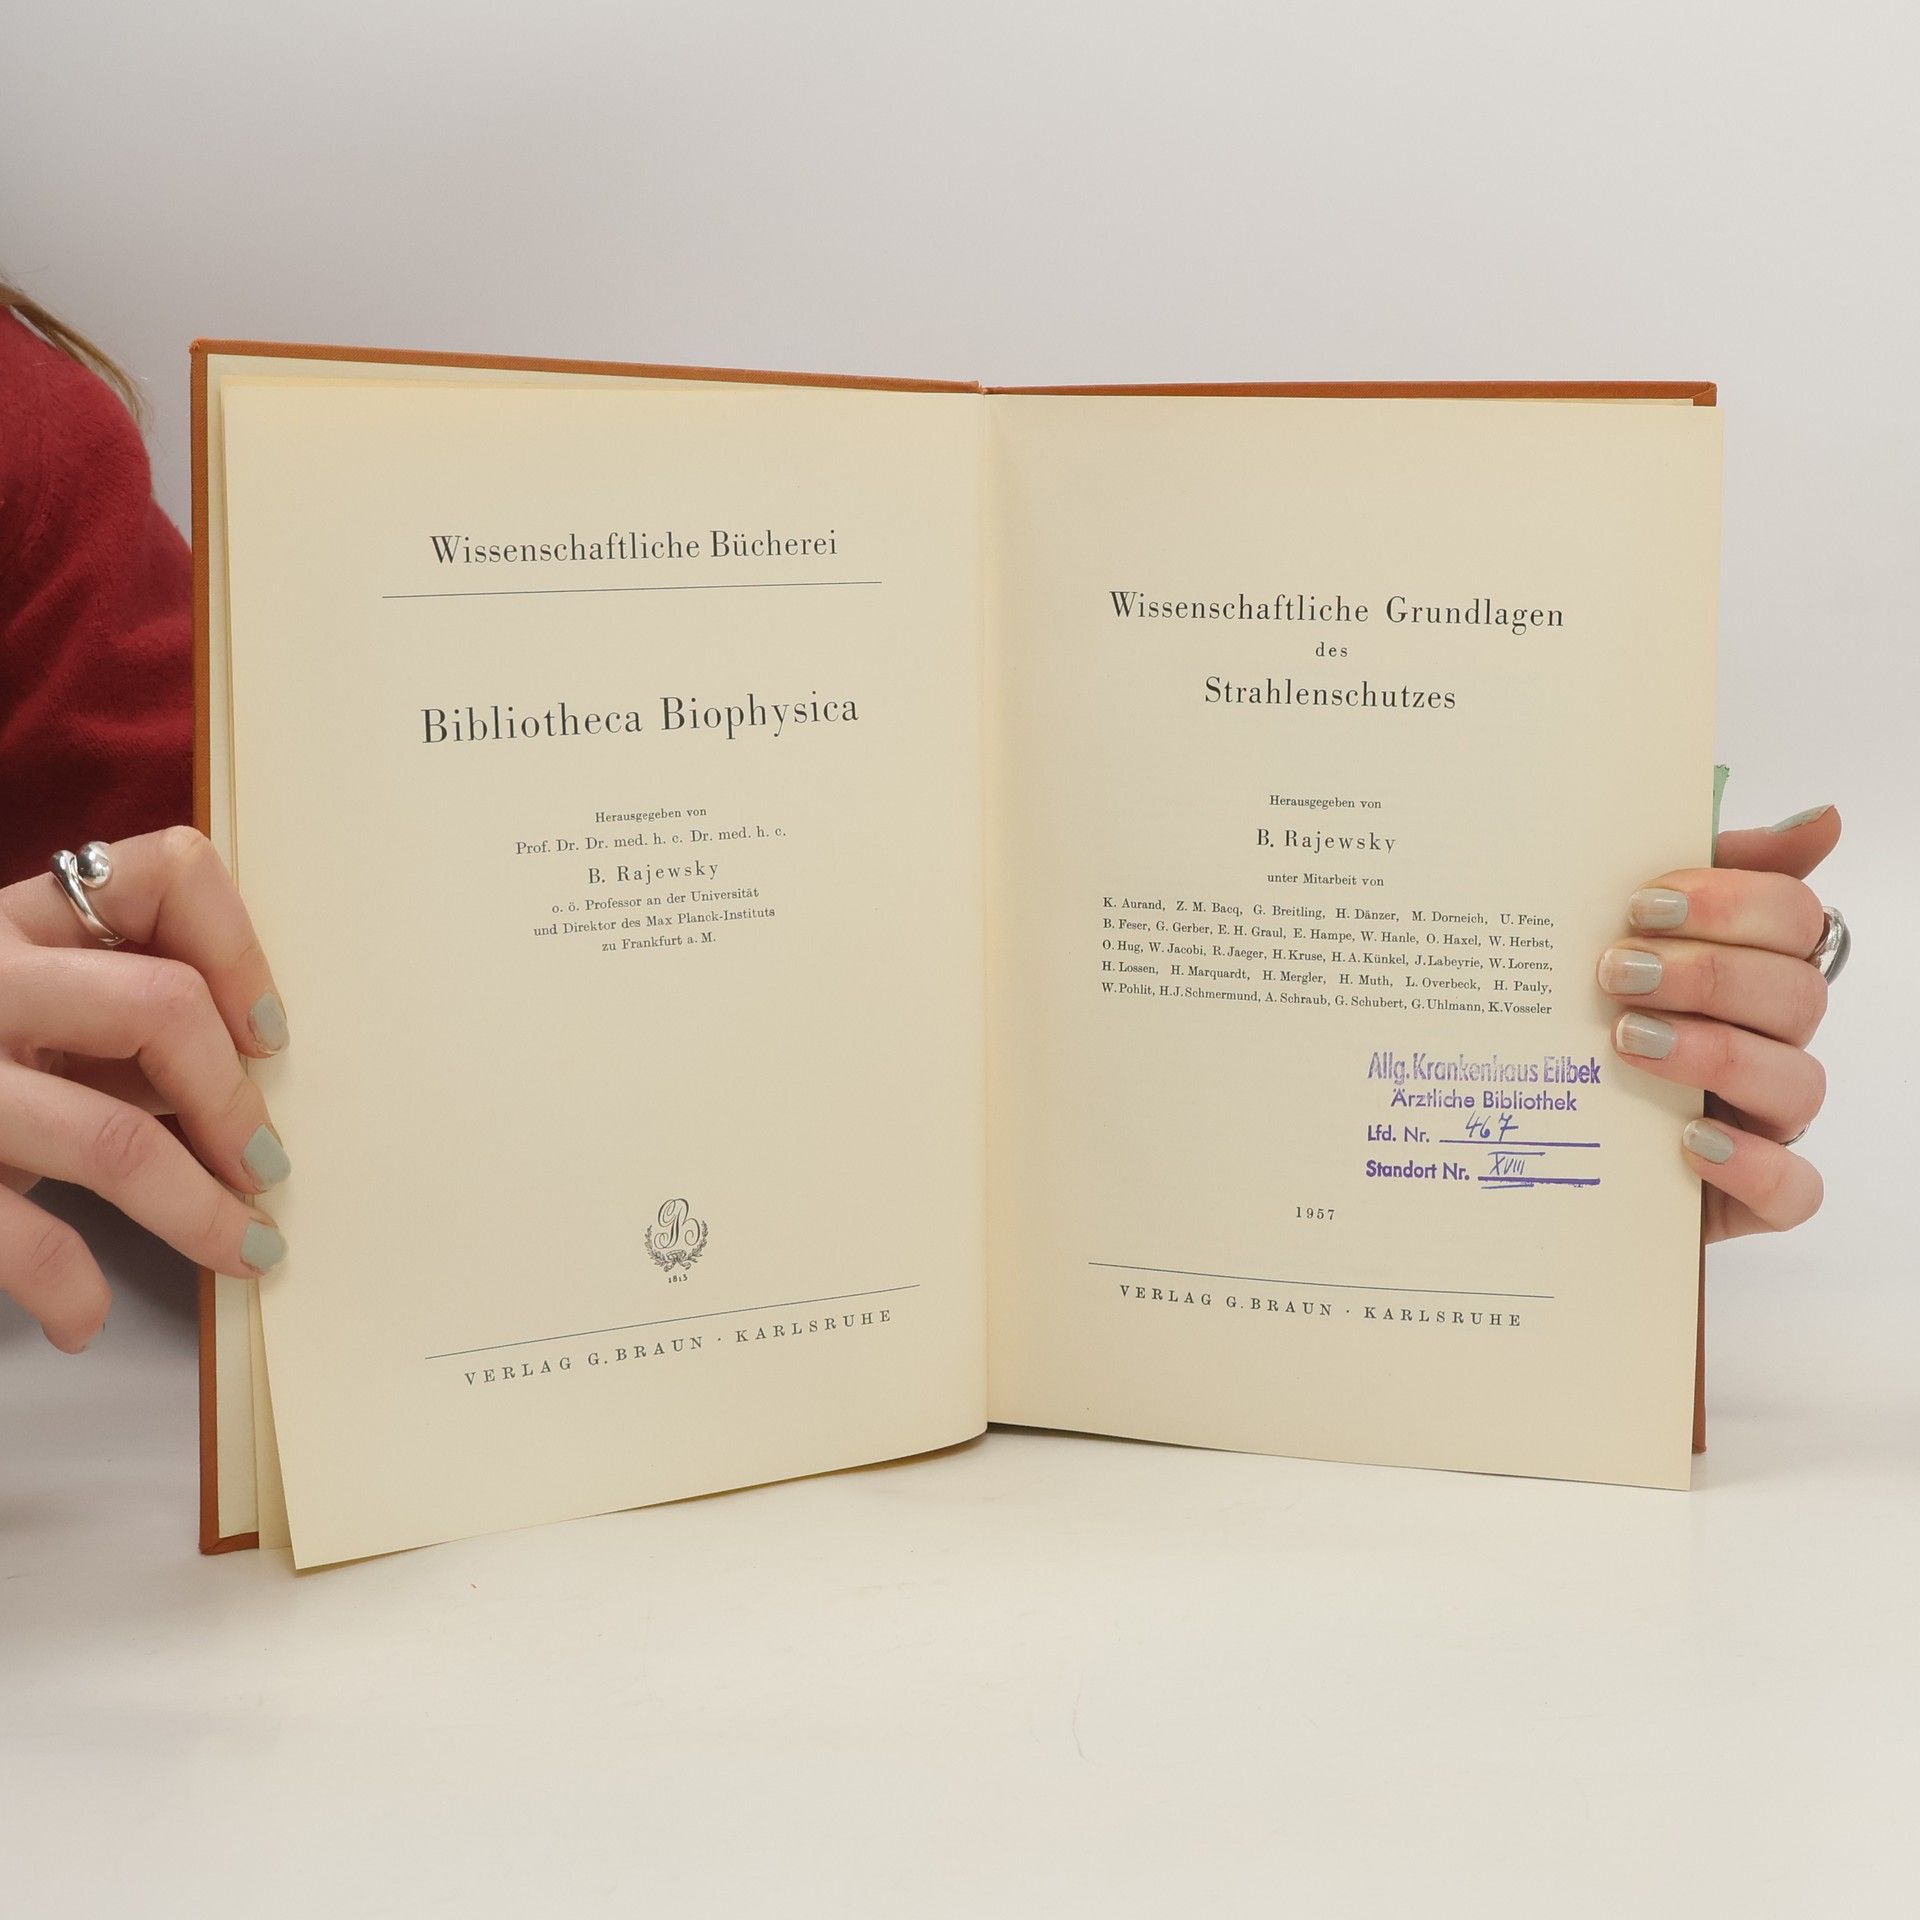 Wissenschaftliche Bücherei
Bibliotheca Biophysica
Herausgegeben von
Prof. Dr. Dr. med. h. c. Dr. med. h. c.
B. Rajewsky
o. ö. Professor an der Universität
und Direktor des Max Planck-Instituts
zu Frankfurt a. M.
B
1813
VERLAG G. BRAUN · KARLSRUHE
Wissenschaftliche Grundlagen
des
Strahlenschutzes
Herausgegeben von
B. Rajewsky
unter Mitarbeit von
K. Aurand, Z. M. Bacq, G. Breitling, H. Dänzer, M. Dorneich, U. Feine,
B. Feser, G. Gerber, E. H. Graul, E. Hampe, W. Hanle, O. Haxel, W. Herbst,
O. Hug, W. Jacobi, R. Jaeger, H. Kruse, H. A. Künkel, J. Labeyrie, W. Lorenz,
H. Lossen, H. Marquardt, H. Mergler, H. Muth, L. Overbeck, H. Pauly,
W. Pohlit, H. J. Schmermund, A. Schraub, G. Schubert, G. Uhlmann, K. Vosseler
Allg. Krankenhaus Eilbek
Ärztliche Bibliothek
Lfd. Nr. 467
Standort Nr. XVIII
1957
VERLAG G. BRAUN · KARLSRUHE